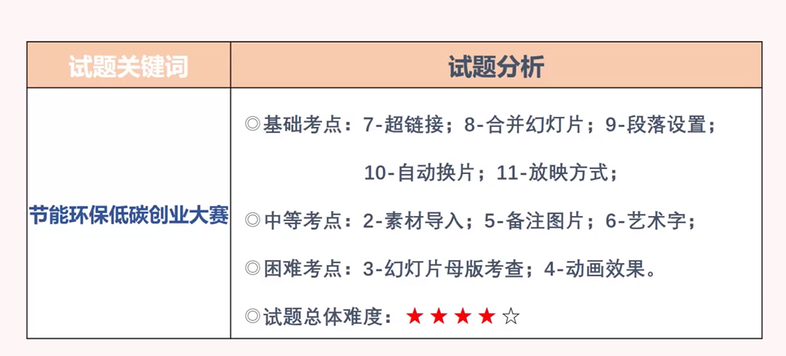 试题关键词
试题分析
节能环保低碳创业大赛
◎基础考点：7-超链接；8-合并幻灯片；9-段落设置；
10-自动换片；11-放映方式；
◎中等考点：2-素材导入；5-备注图片；6-艺术字；
◎困难考点：3-幻灯片母版考查；4-动画效果。
◎试题总体难度：★★★★☆